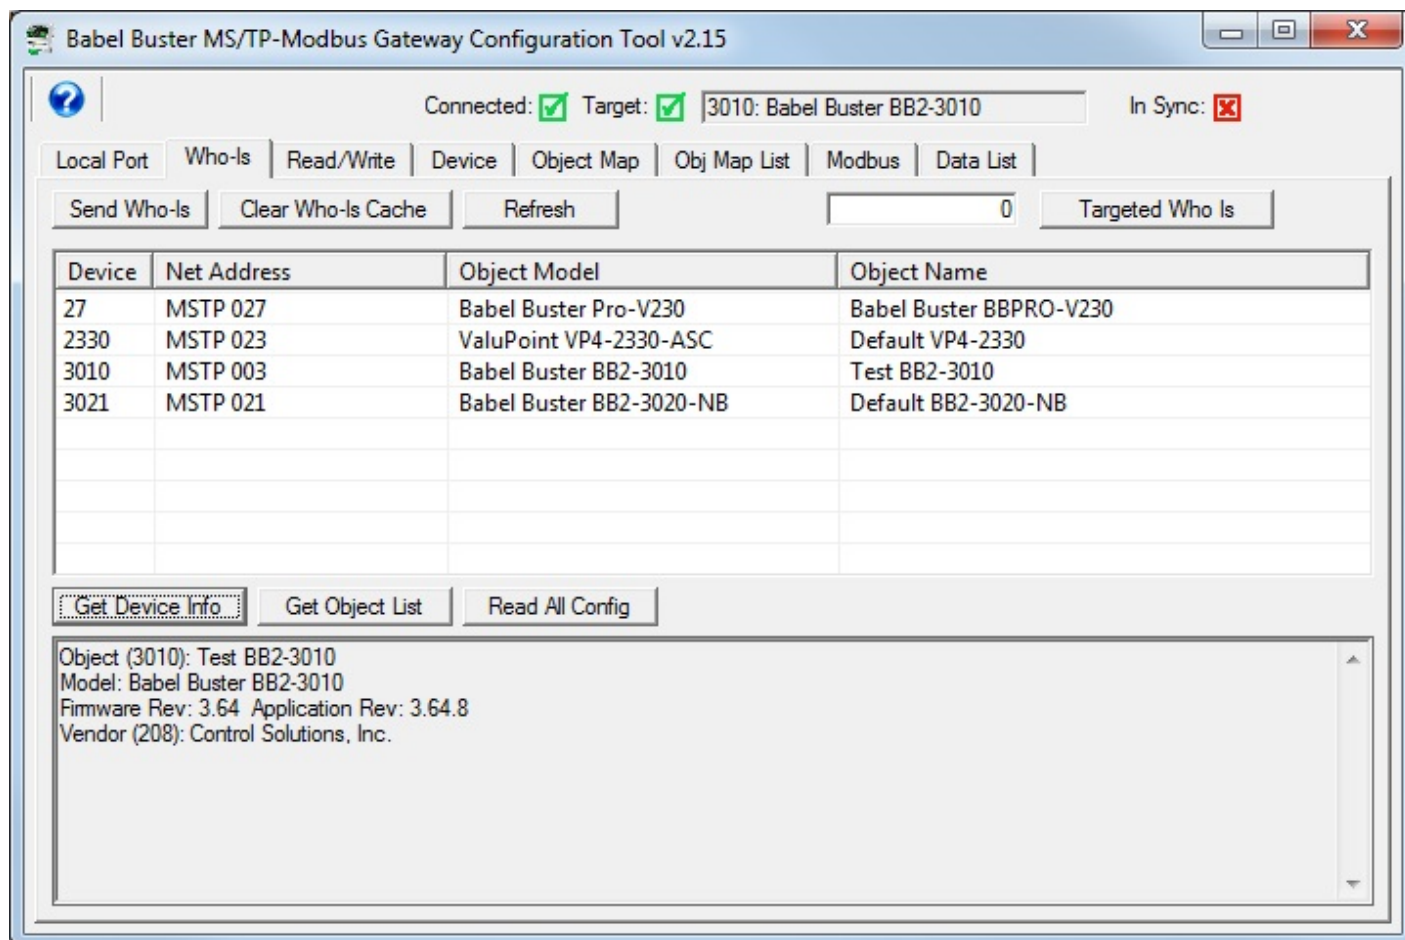 Babel Buster MS/TP-Modbus Gateway Configuration Tool v2.15
Connected: Target: 3010: Babel Buster BB2-3010 In Sync:
Local Port Who-Is Read/Write Device Object Map Obj Map List Modbus Data List
Send Who-Is Clear Who-Is Cache Refresh 0 Targeted Who Is
Device Net Address Object Model Object Name
27 MSTP 027 Babel Buster Pro-V230 Babel Buster BBPRO-V230
2330 MSTP 023 ValuPoint VP4-2330-ASC Default VP4-2330
3010 MSTP 003 Babel Buster BB2-3010 Test BB2-3010
3021 MSTP 021 Babel Buster BB2-3020-NB Default BB2-3020-NB
Get Device Info Get Object List Read All Config
Object (3010): Test BB2-3010
Model: Babel Buster BB2-3010
Firmware Rev: 3.64 Application Rev: 3.64.8
Vendor (208): Control Solutions, Inc.